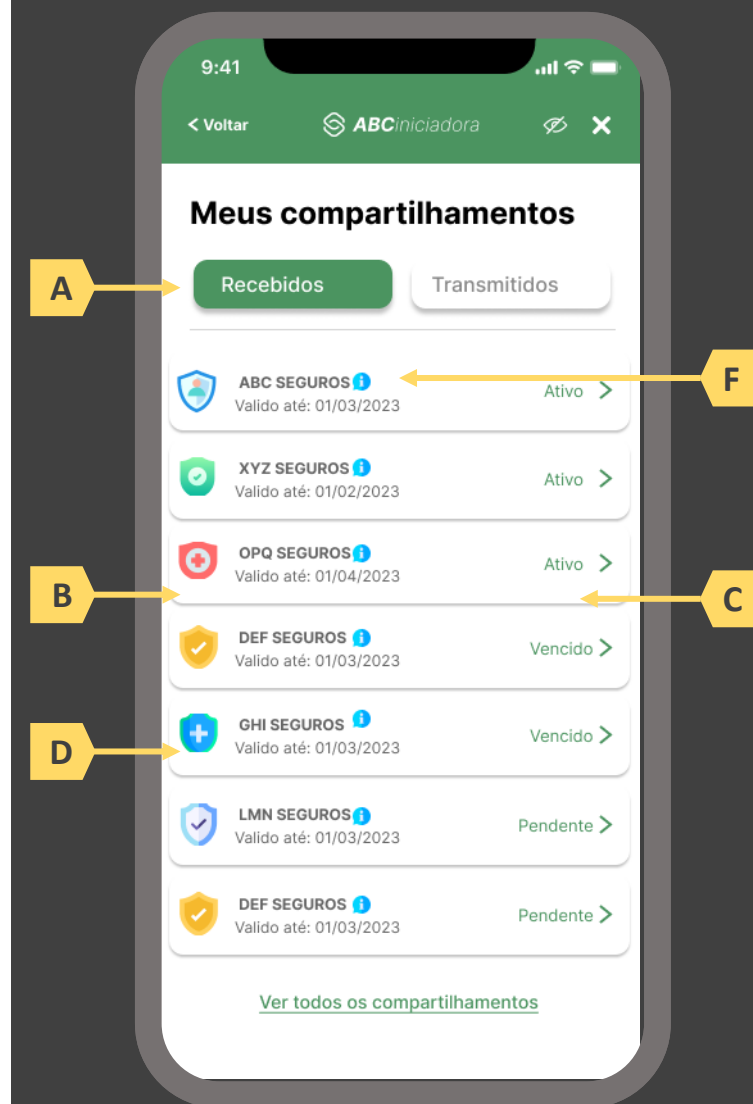 9:41
< Voltar ABCiniciadora
Meus compartilhamentos
A
Recebidos Transmitidos
ABC SEGUROS
Valido até: 01/03/2023
Ativo
F
XYZ SEGUROS
Valido até: 01/02/2023
Ativo
OPQ SEGUROS
Valido até: 01/04/2023
Ativo
B
C
DEF SEGUROS
Valido até: 01/03/2023
Vencido
GHI SEGUROS
Valido até: 01/03/2023
Vencido
D
LMN SEGUROS
Valido até: 01/03/2023
Pendente
DEF SEGUROS
Valido até: 01/03/2023
Pendente
Ver todos os compartilhamentos